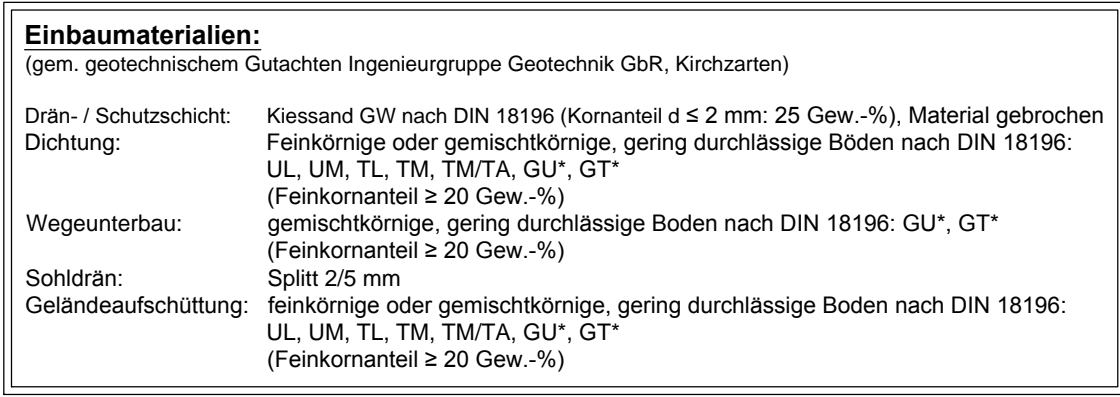 Einbaumaterialien:
(gem. geotechnischem Gutachten Ingenieurgruppe Geotechnik GbR, Kirchzarten)
Drän- / Schutzschicht: Kiessand GW nach DIN 18196 (Kornanteil d ≤ 2 mm: 25 Gew.-%), Material gebrochen
Dichtung: Feinkörnige oder gemischtkörnige, gering durchlässige Böden nach DIN 18196:
UL, UM, TL, TM, TM/TA, GU*, GT*
(Feinkornanteil ≥ 20 Gew.-%)
Wegeunterbau: gemischtkörnige, gering durchlässige Boden nach DIN 18196: GU*, GT*
(Feinkornanteil ≥ 20 Gew.-%)
Sohldrän: Splitt 2/5 mm
Geländeaufschüttung: feinkörnige oder gemischtkörnige, gering durchlässige Boden nach DIN 18196:
UL, UM, TL, TM, TM/TA, GU*, GT*
(Feinkornanteil ≥ 20 Gew.-%)